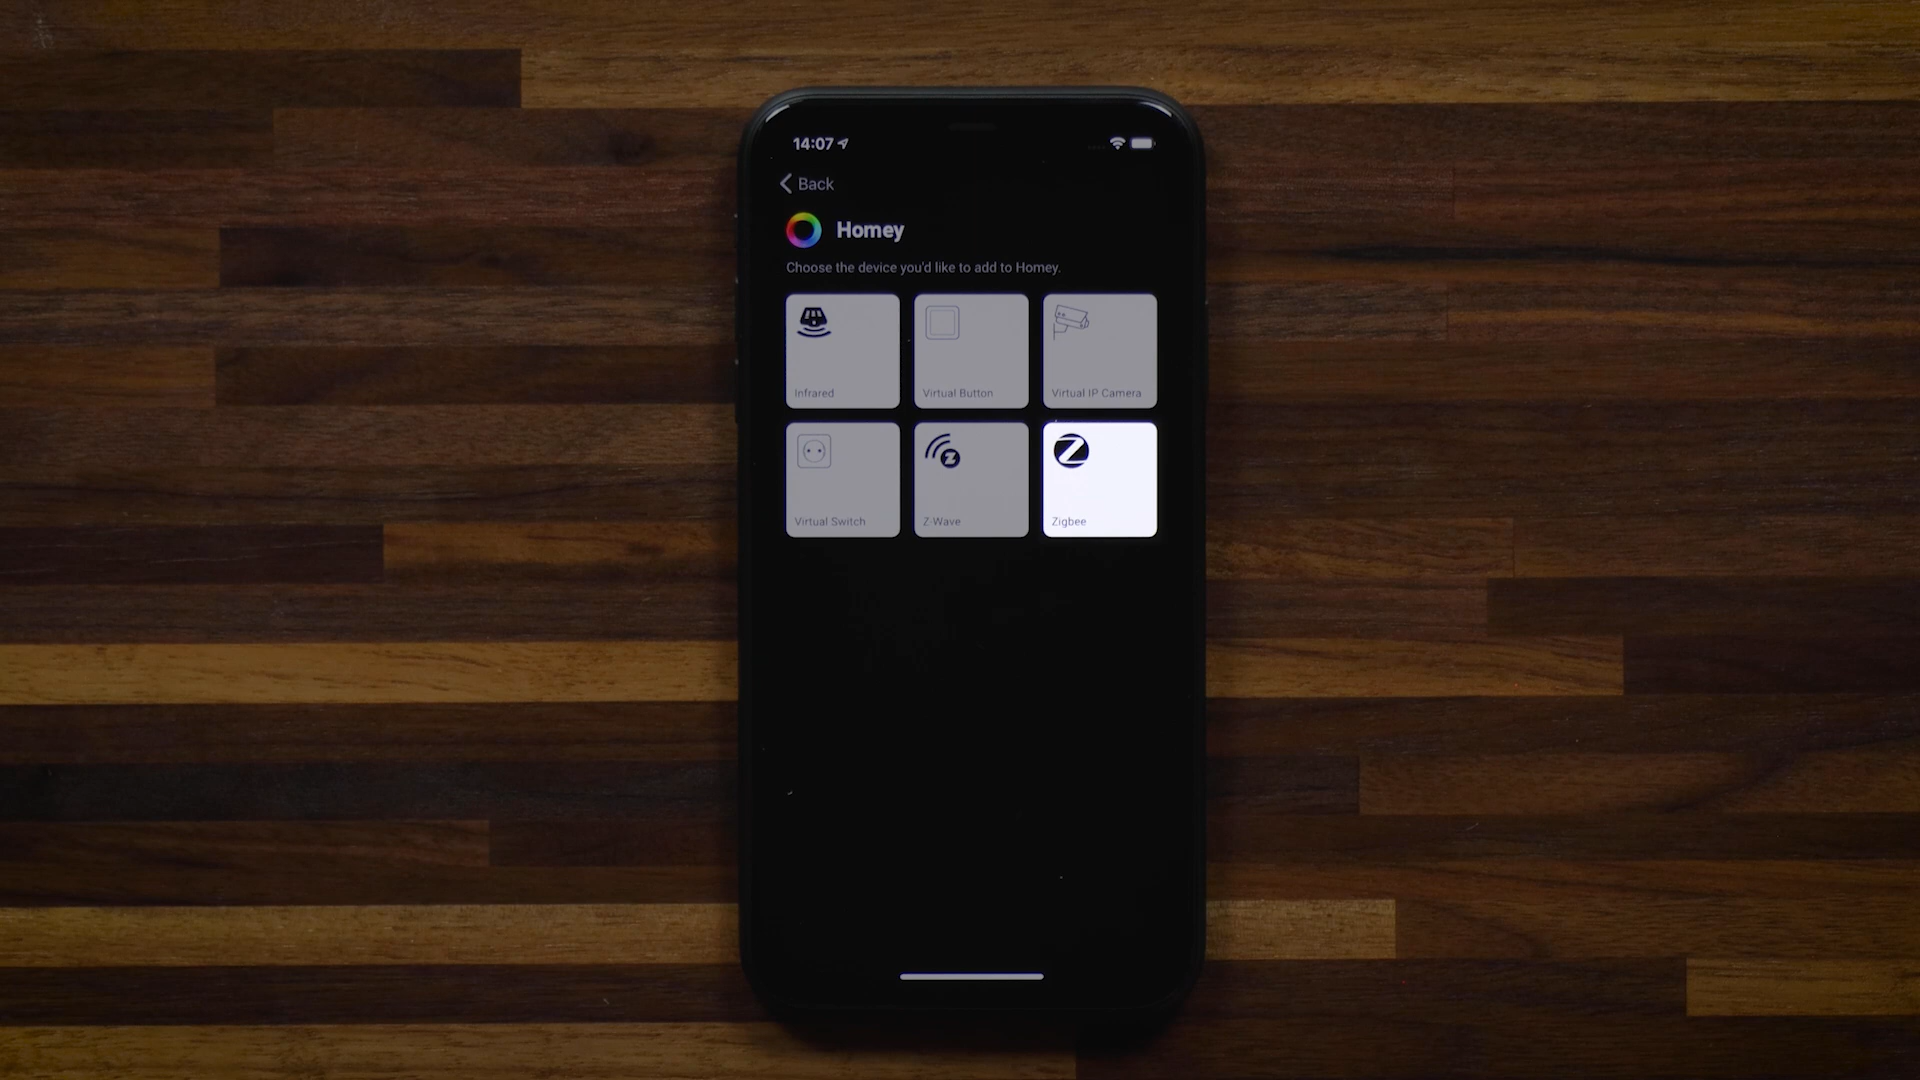 14:07
Back
Homey
Choose the device you'd like to add to Homey.
Infrared
Virtual Button
Virtual IP Camera
Virtual Switch
Z-Wave
Zigbee